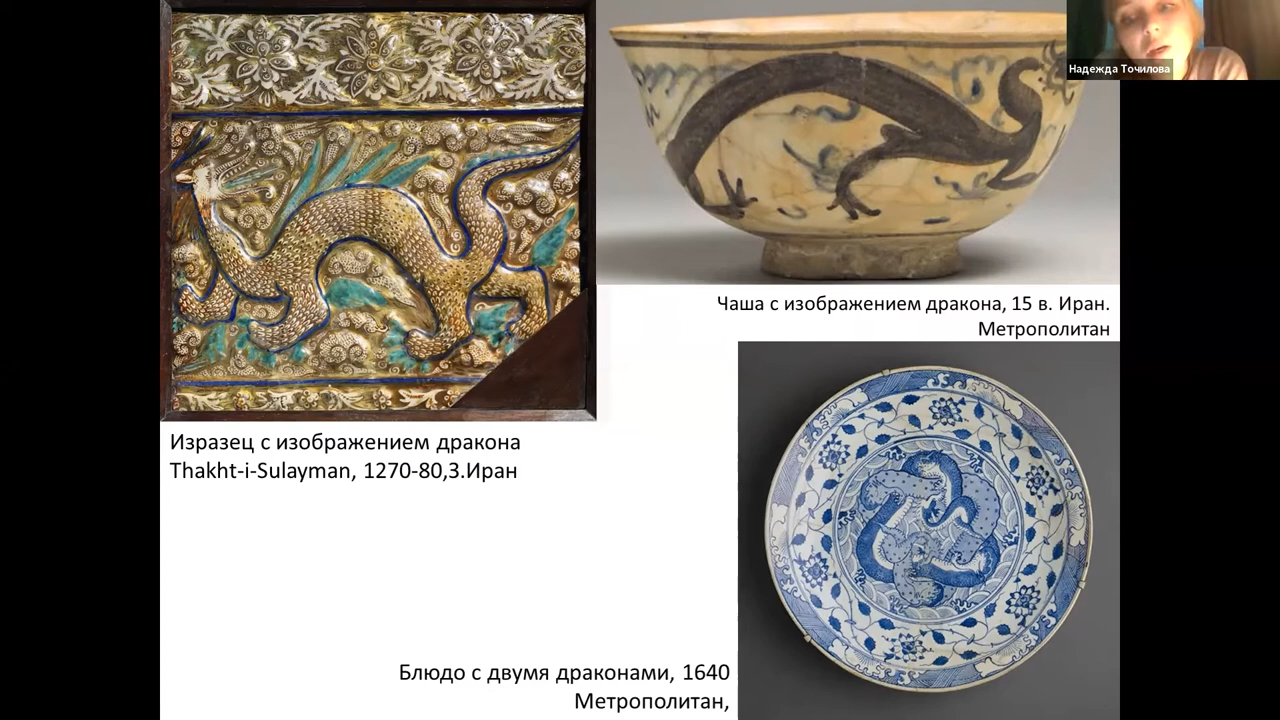 Надежда Точилова
Чаша с изображением дракона, 15 в. Иран.
Метрополитан
Изразец с изображением дракона
Thakht-i-Sulayman, 1270-80,З.Иран
Блюдо с двумя драконами, 1640
Метрополитан,